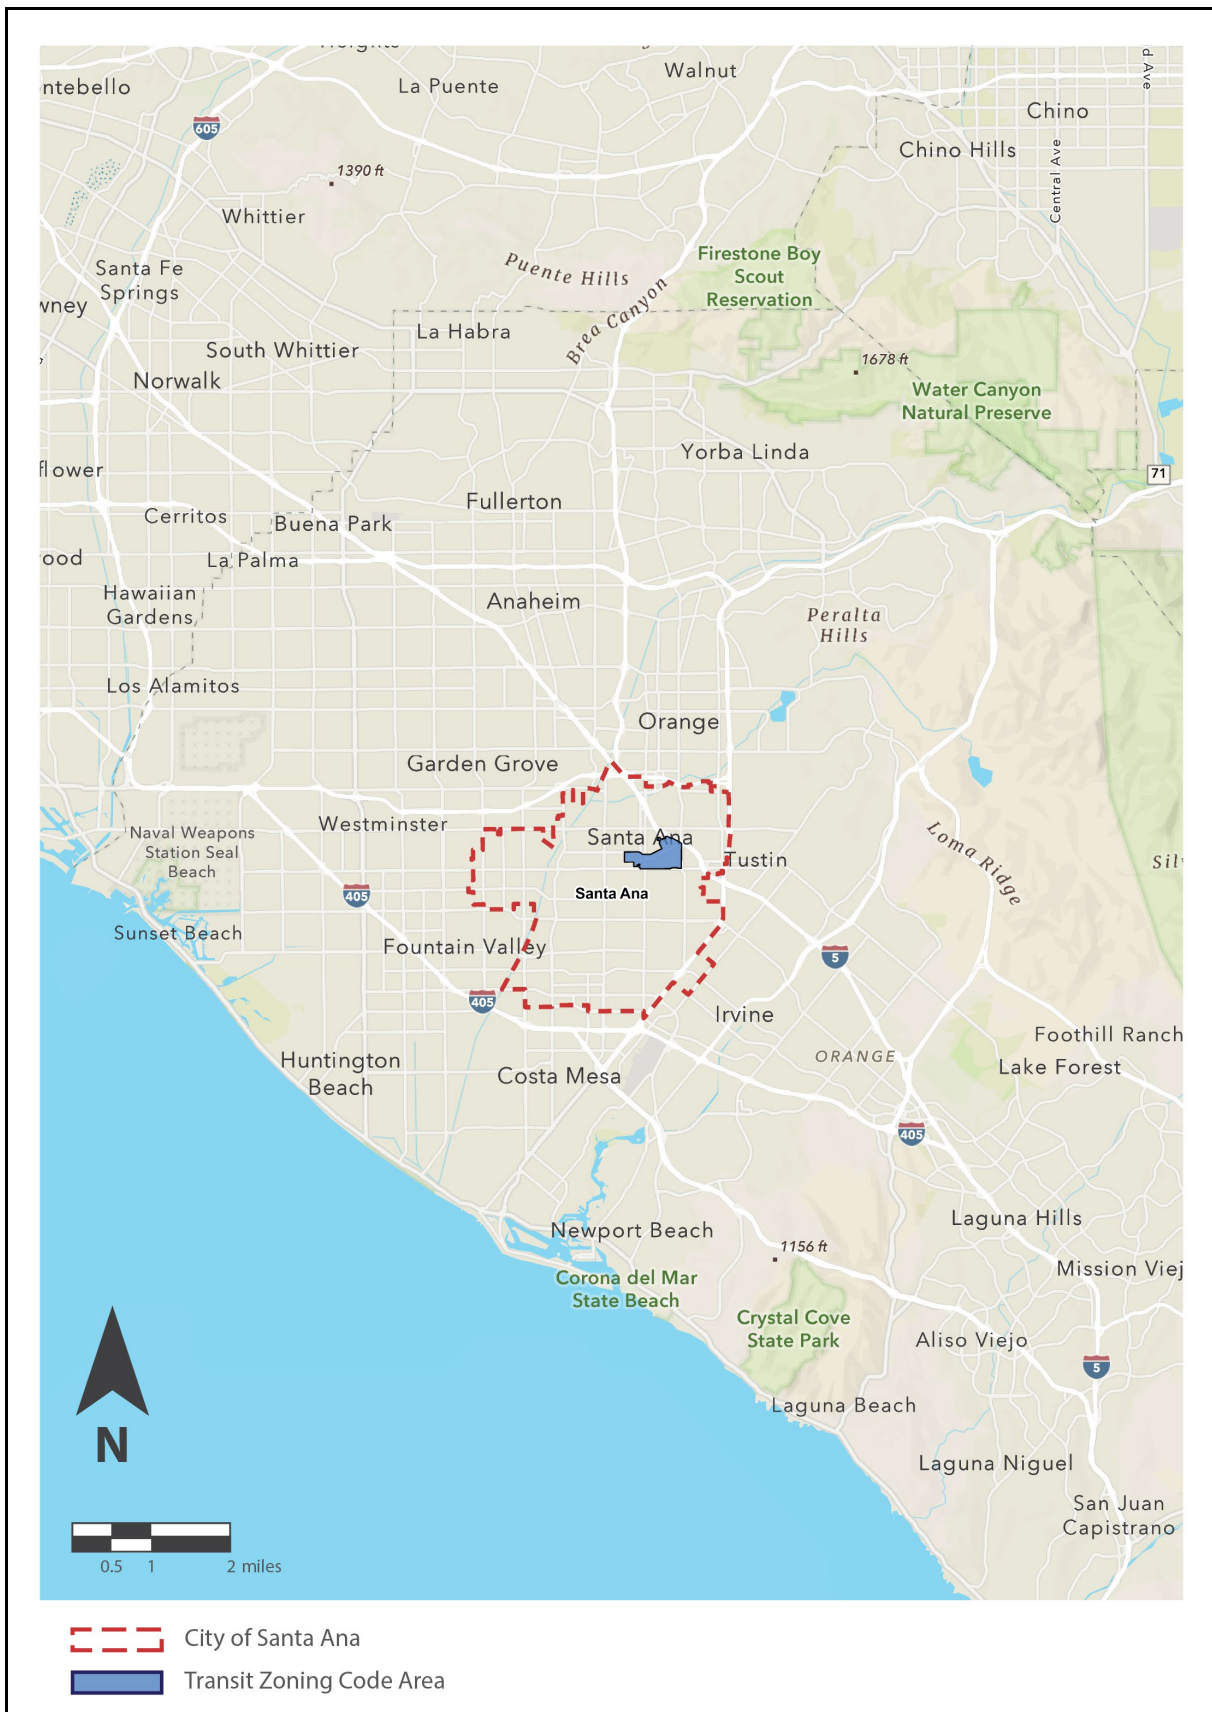 Heights
ntebello
La Puente
Walnut
d Ave
Chino
605
Chino Hills
1390 ft
Central Ave
Whittier
Firestone Boy
Scout
Reservation
Puente Hills
Santa Fe
Springs
wney
Brea Canyon
La Habra
South Whittier
1678 ft
Norwalk
Water Canyon
Natural Preserve
Yorba Linda
flower
71
Fullerton
Cerritos
Buena Park
ood
La Palma
Hawaiian
Gardens
Anaheim
Peralta
Hills
Los Alamitos
Orange
Garden Grove
Westminster
Naval Weapons
Station Seal
Beach
Santa Ana
Tustin
Loma Ridge
Silv
405
Santa Ana
Sunset Beach
Fountain Valley
5
405
Irvine
Foothill Ranch
Huntington
Beach
ORANGE
Lake Forest
Costa Mesa
405
Laguna Hills
Newport Beach
1156 ft
Mission Viej
Corona del Mar
State Beach
Crystal Cove
State Park
Aliso Viejo
5
Laguna Beach
N
Laguna Niguel
San Juan
Capistrano
0.5 1 2 miles
City of Santa Ana
Transit Zoning Code Area